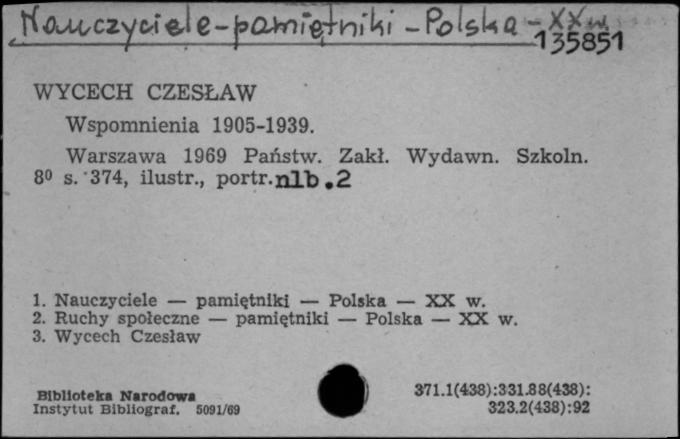 Nauczyciele - pamiętniki - Polska - XX w.
135851
WYCECH CZESŁAW
Wspomnienia 1905-1939.
Warszawa 1969 Państw. Zakł. Wydawn. Szkoln.
8⁰ s. 374, ilustr., portr. nlb. 2
1. Nauczyciele — pamiętniki — Polska — XX w.
2. Ruchy społeczne — pamiętniki — Polska — XX w.
3. Wycech Czesław
Biblioteka Narodowa
Instytut Bibliograf. 5091/69
371.1(438):331.88(438):
323.2(438):92